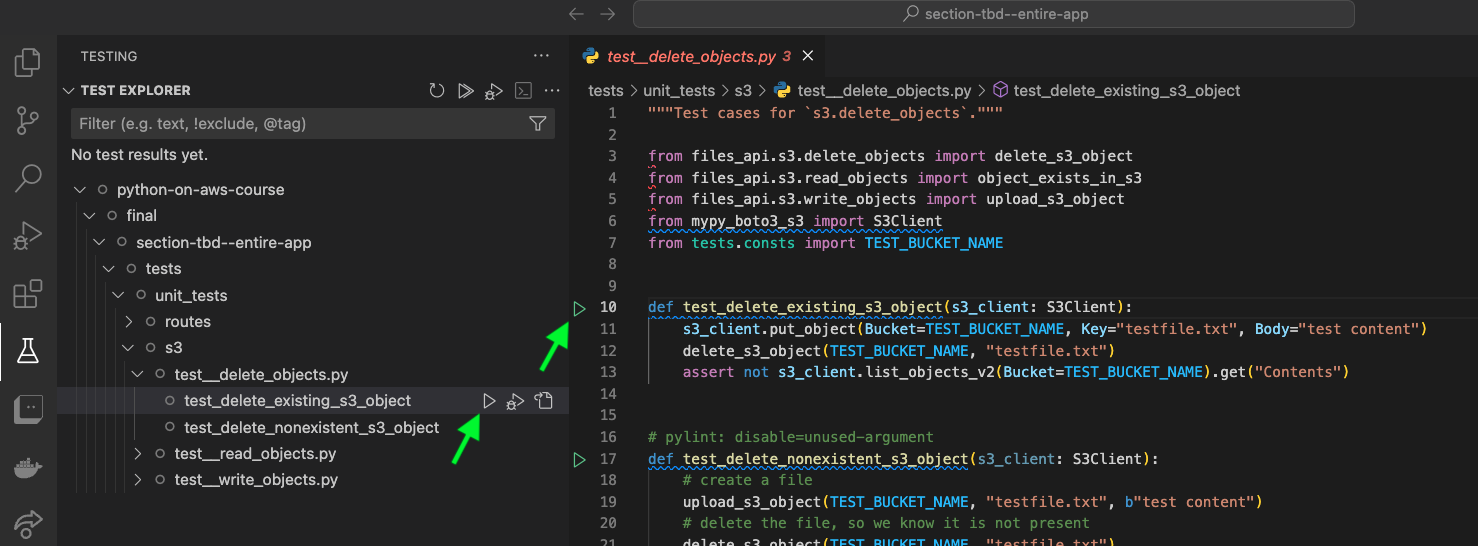 section-tbd--entire-app
TESTING
TEST EXPLORER
Filter (e.g. text, !exclude, @tag)
No test results yet.
python-on-aws-course
final
section-tbd--entire-app
tests
unit_tests
routes
s3
test__delete_objects.py
test_delete_existing_s3_object
test_delete_nonexistent_s3_object
test__read_objects.py
test__write_objects.py
test__delete_objects.py 3
tests > unit_tests > s3 > test__delete_objects.py > test_delete_existing_s3_object
1 """Test cases for `s3.delete_objects`."""
2
3 from files_api.s3.delete_objects import delete_s3_object
4 from files_api.s3.read_objects import object_exists_in_s3
5 from files_api.s3.write_objects import upload_s3_object
6 from mypy_boto3_s3 import S3Client
7 from tests.consts import TEST_BUCKET_NAME
8
9
10 def test_delete_existing_s3_object(s3_client: S3Client):
11 s3_client.put_object(Bucket=TEST_BUCKET_NAME, Key="testfile.txt", Body="test content")
12 delete_s3_object(TEST_BUCKET_NAME, "testfile.txt")
13 assert not s3_client.list_objects_v2(Bucket=TEST_BUCKET_NAME).get("Contents")
14
15
16 # pylint: disable=unused-argument
17 def test_delete_nonexistent_s3_object(s3_client: S3Client):
18 # create a file
19 upload_s3_object(TEST_BUCKET_NAME, "testfile.txt", b"test content")
20 # delete the file, so we know it is not present
21 delete_s3_object(TEST_BUCKET_NAME, "testfile.txt")